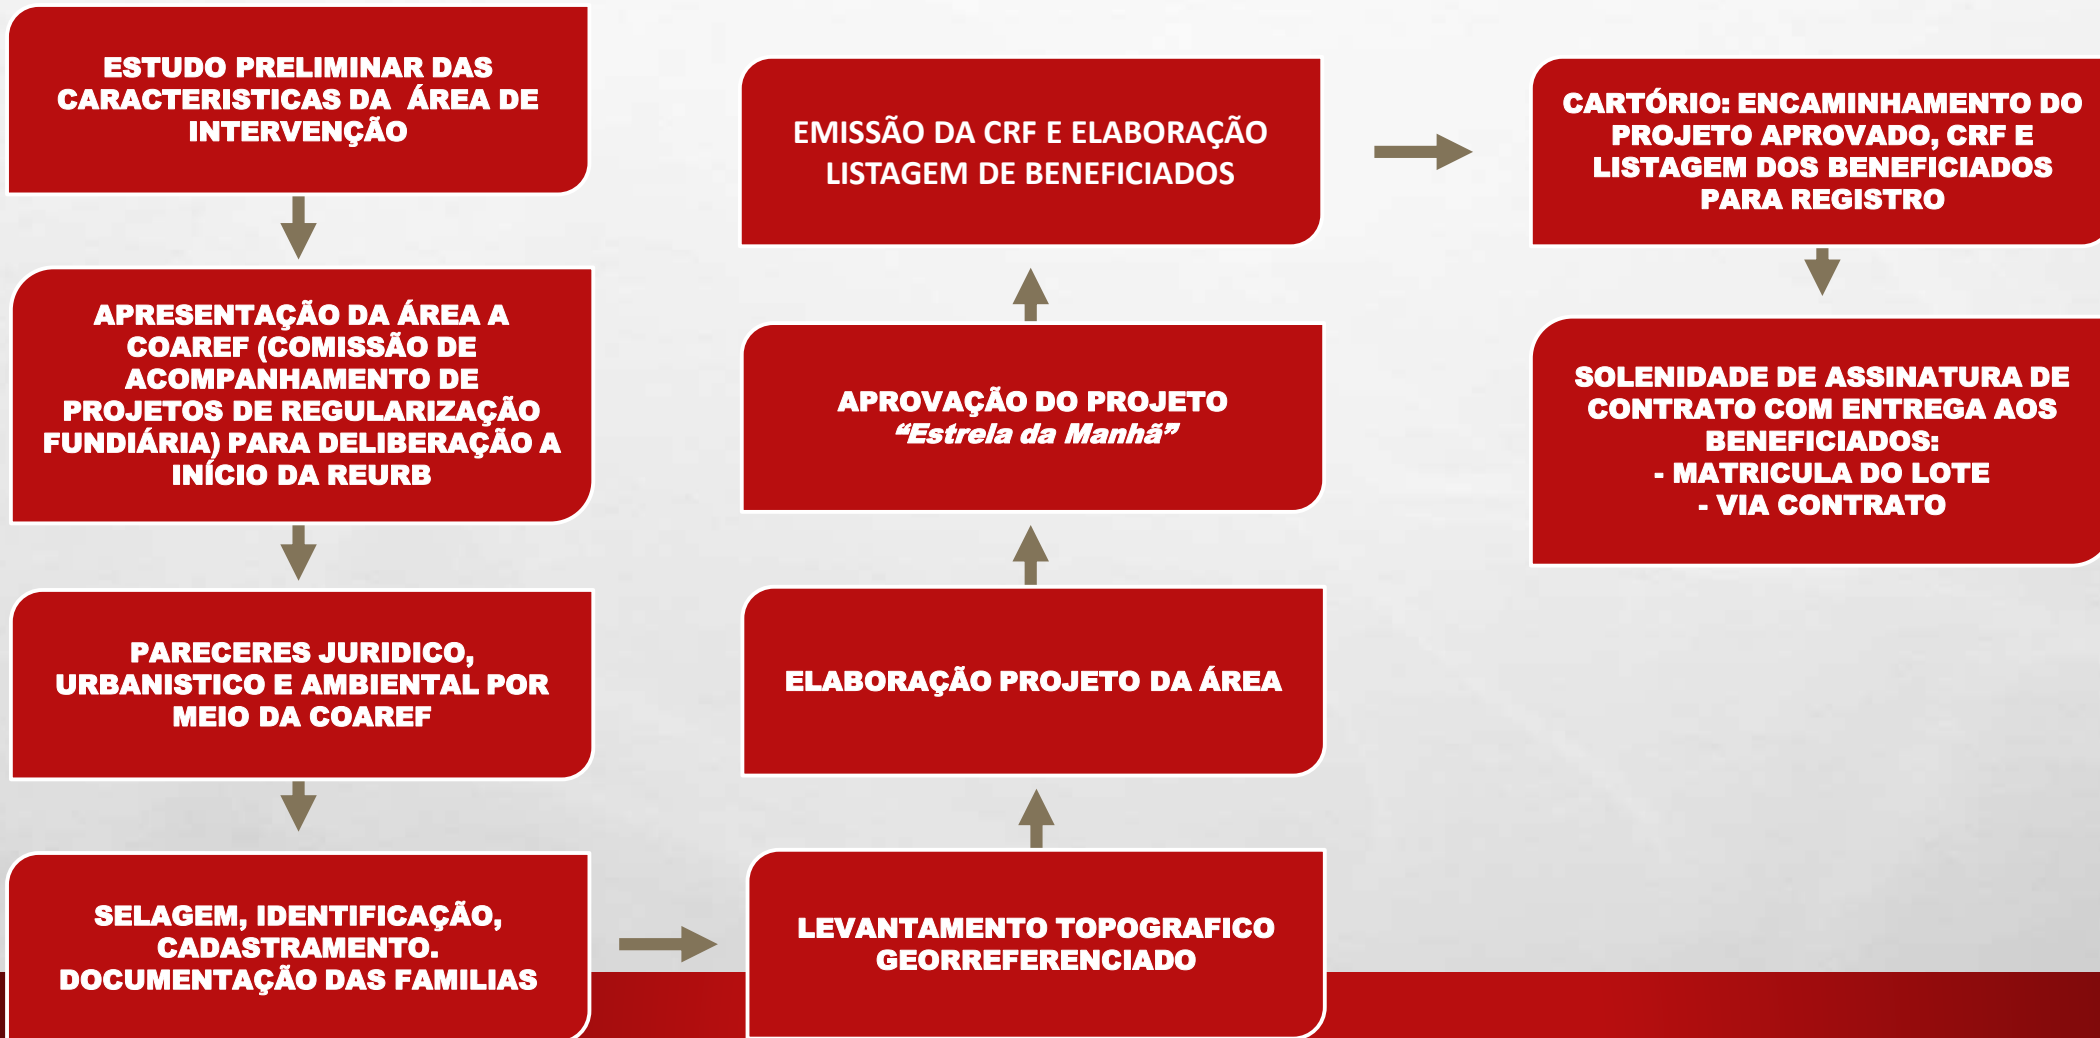 ESTUDO PRELIMINAR DAS
CARACTERISTICAS DA ÁREA DE
INTERVENÇÃO
APRESENTAÇÃO DA ÁREA A
COAREF (COMISSÃO DE
ACOMPANHAMENTO DE
PROJETOS DE REGULARIZAÇÃO
FUNDIÁRIA) PARA DELIBERAÇÃO A
INÍCIO DA REURB
PARECERES JURIDICO,
URBANISTICO E AMBIENTAL POR
MEIO DA COAREF
SELAGEM, IDENTIFICAÇÃO,
CADASTRAMENTO.
DOCUMENTAÇÃO DAS FAMILIAS
LEVANTAMENTO TOPOGRAFICO
GEORREFERENCIADO
ELABORAÇÃO PROJETO DA ÁREA
APROVAÇÃO DO PROJETO
“Estrela da Manhã”
EMISSÃO DA CRF E ELABORAÇÃO
LISTAGEM DE BENEFICIADOS
CARTÓRIO: ENCAMINHAMENTO DO
PROJETO APROVADO, CRF E
LISTAGEM DOS BENEFICIADOS
PARA REGISTRO
SOLENIDADE DE ASSINATURA DE
CONTRATO COM ENTREGA AOS
BENEFICIADOS:
- MATRICULA DO LOTE
- VIA CONTRATO